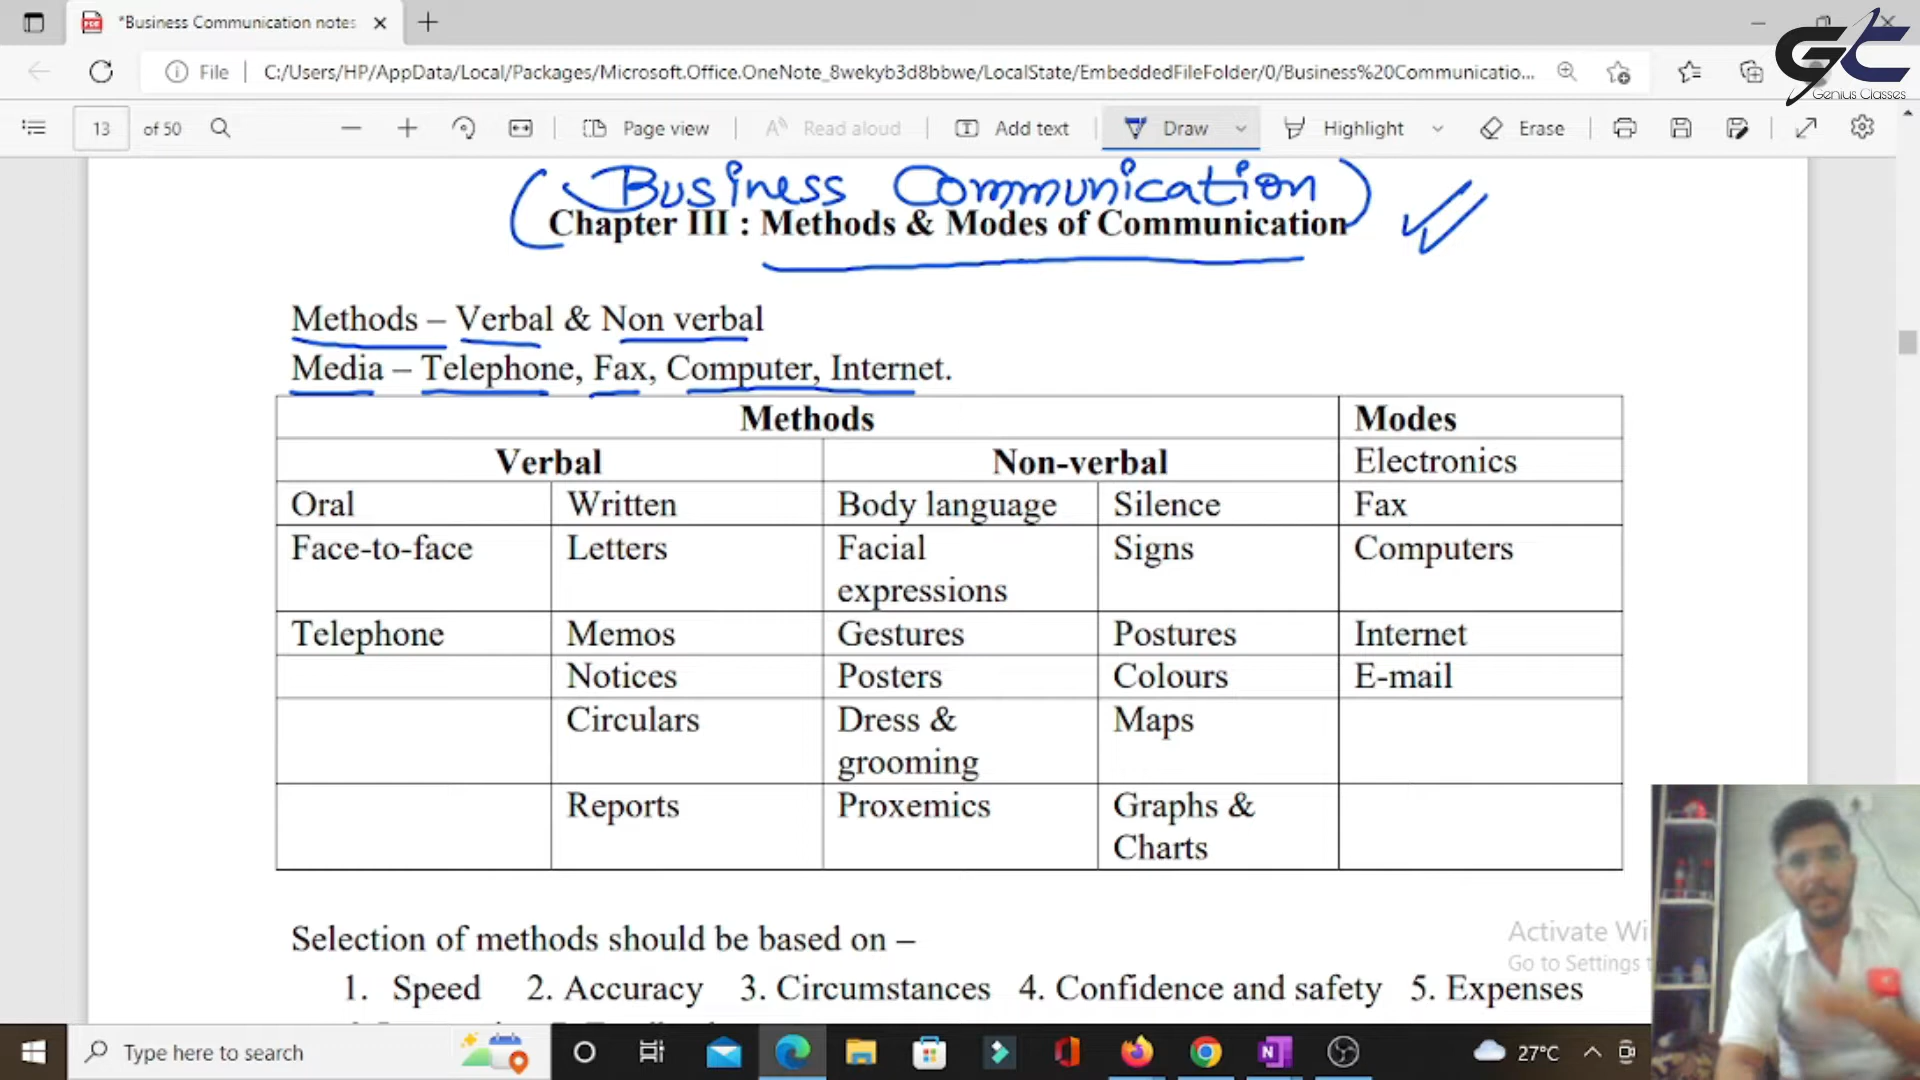 *Business Communication notes
Genius Classes
File C:/Users/HP/AppData/Local/Packages/Microsoft.Office.OneNote_8wekyb3d8bbwe/LocalState/EmbeddedFileFolder/0/Business%20Communicatio...
13 of 50 Page view Read aloud Add text Draw Highlight Erase
(Business Communication)
Chapter III : Methods & Modes of Communication
Methods – Verbal & Non verbal
Media – Telephone, Fax, Computer, Internet.
Methods Modes
Verbal Non-verbal Electronics
Oral Written Body language Silence Fax
Face-to-face Letters Facial expressions Signs Computers
Telephone Memos Gestures Postures Internet
Notices Posters Colours E-mail
Circulars Dress & grooming Maps
Reports Proxemics Graphs & Charts
Selection of methods should be based on –
Activate Wi
Go to Settings
1. Speed 2. Accuracy 3. Circumstances 4. Confidence and safety 5. Expenses
Type here to search 27°C